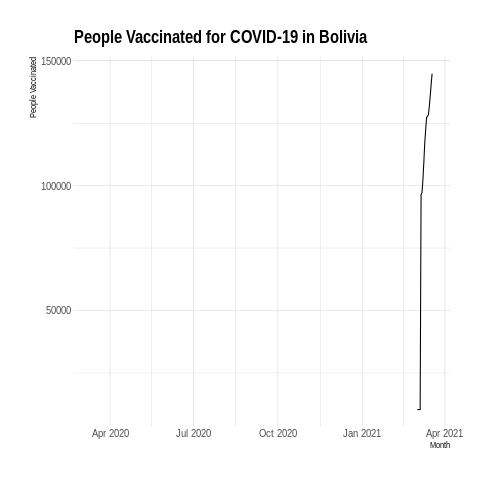 People Vaccinated for COVID-19 in Bolivia
People Vaccinated
150000
100000
50000
Apr 2020 Jul 2020 Oct 2020 Jan 2021 Apr 2021
Month